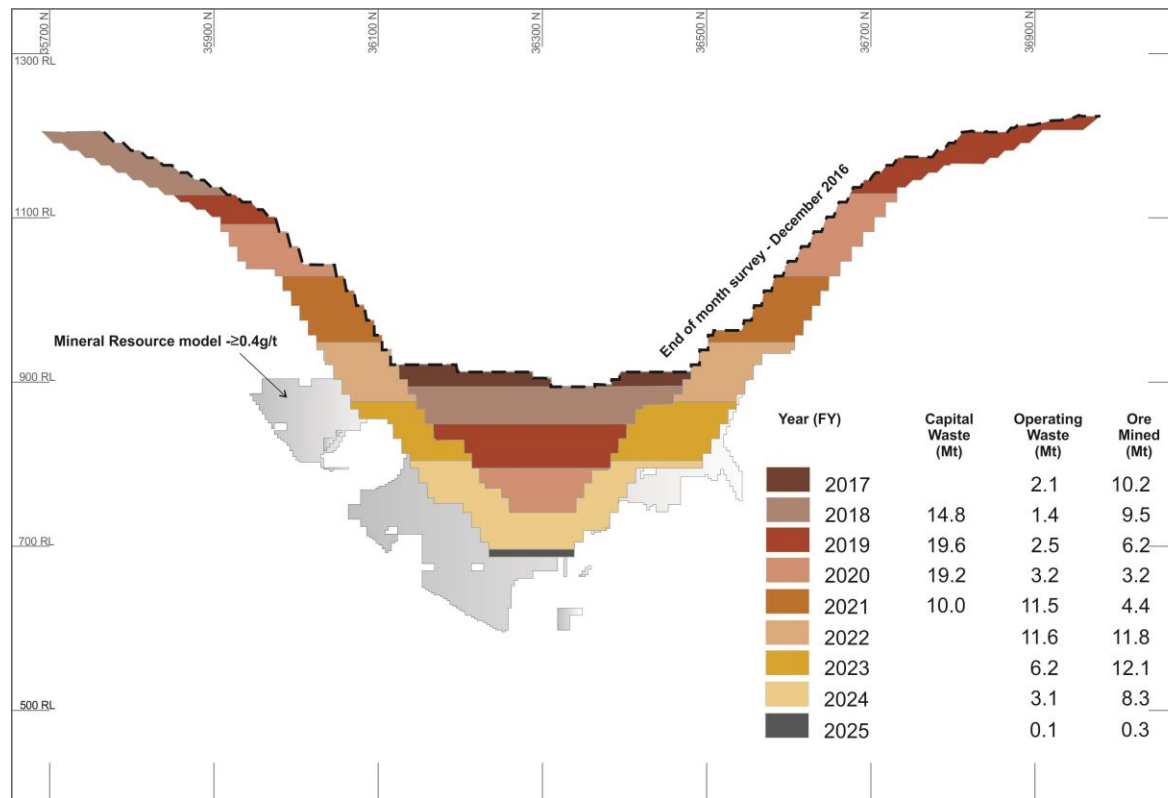 35700 N
35900 N
36100 N
36300 N
36500 N
36700 N
36900 N
1300 RL
1100 RL
900 RL
700 RL
500 RL
End of month survey - December 2016
Mineral Resource model -≥0.4g/t
Year (FY) Capital Waste (Mt) Operating Waste (Mt) Ore Mined (Mt)
2017 2.1 10.2
2018 14.8 1.4 9.5
2019 19.6 2.5 6.2
2020 19.2 3.2 3.2
2021 10.0 11.5 4.4
2022 11.6 11.8
2023 6.2 12.1
2024 3.1 8.3
2025 0.1 0.3